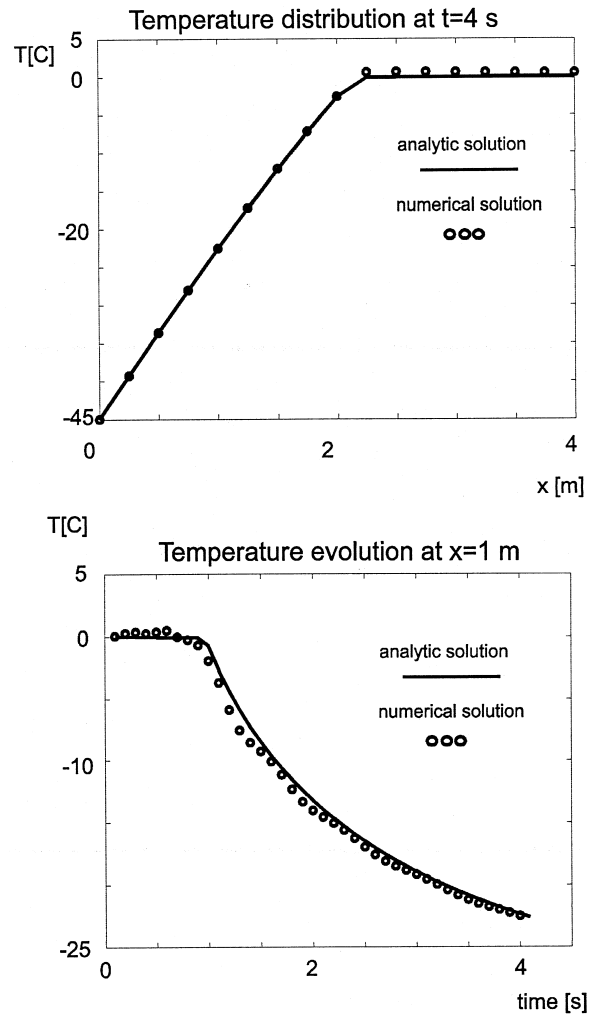 Temperature distribution at t=4 s
T[C]
5
0
analytic solution
numerical solution
-20
-45
0
2
4
x [m]
T[C]
Temperature evolution at x=1 m
5
0
analytic solution
numerical solution
-10
-25
0
2
4
time [s]